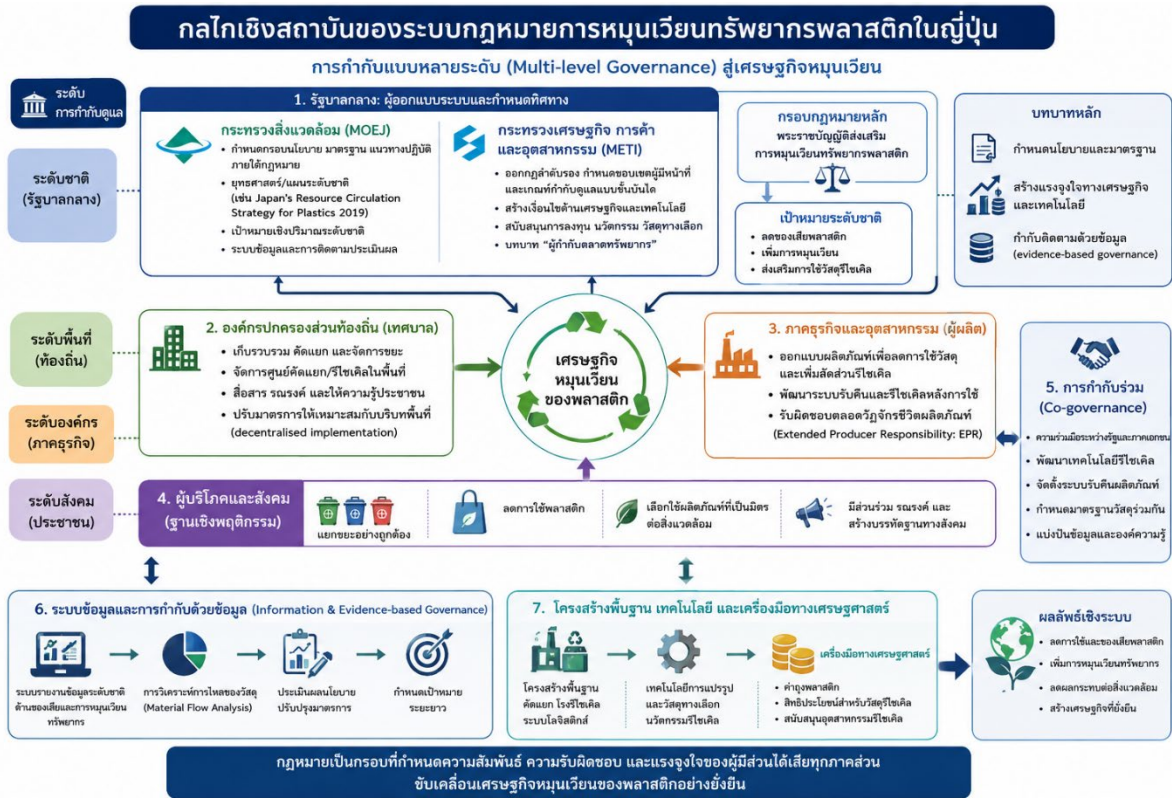 กลไกเชิงสถาบันของระบบกฎหมายการหมุนเวียนทรัพยากรพลาสติกในญี่ปุ่น
การกำกับแบบหลายระดับ (Multi-level Governance) สู่เศรษฐกิจหมุนเวียน
ระดับ
การกำกับดูแล
ระดับชาติ
(รัฐบาลกลาง)
1. รัฐบาลกลาง: ผู้ออกแบบระบบและกำหนดทิศทาง
กระทรวงสิ่งแวดล้อม (MOEJ)
• กำหนดกรอบนโยบาย มาตรฐาน แนวทางปฏิบัติ
ภายใต้กฎหมาย
• ยุทธศาสตร์/แผนระดับชาติ
(เช่น Japan's Resource Circulation
Strategy for Plastics 2019)
• เป้าหมายเชิงปริมาณระดับชาติ
• ระบบข้อมูลและการติดตามประเมินผล
กระทรวงเศรษฐกิจ การค้า
และอุตสาหกรรม (METI)
• ออกกฎลำดับรอง กำหนดขอบเขตผู้มีหน้าที่
และเกณฑ์กำกับดูแลแบบขั้นบันได
• สร้างเงื่อนไขด้านเศรษฐกิจและเทคโนโลยี
• สนับสนุนการลงทุน นวัตกรรม วัสดุทางเลือก
• บทบาท “ผู้กำกับตลาดทรัพยากร”
กรอบกฎหมายหลัก
พระราชบัญญัติส่งเสริม
การหมุนเวียนทรัพยากรพลาสติก
เป้าหมายระดับชาติ
• ลดของเสียพลาสติก
• เพิ่มการหมุนเวียน
• ส่งเสริมการใช้วัสดุรีไซเคิล
บทบาทหลัก
กำหนดนโยบายและมาตรฐาน
สร้างแรงจูงใจทางเศรษฐกิจ
และเทคโนโลยี
กำกับติดตามด้วยข้อมูล
(evidence-based governance)
ระดับพื้นที่
(ท้องถิ่น)
ระดับองค์กร
(ภาคธุรกิจ)
2. องค์กรปกครองส่วนท้องถิ่น (เทศบาล)
• เก็บรวบรวม คัดแยก และจัดการขยะ
• จัดการศูนย์คัดแยก/รีไซเคิลในพื้นที่
• สื่อสาร รณรงค์ และให้ความรู้ประชาชน
• ปรับมาตรการให้เหมาะสมกับบริบทพื้นที่
(decentralised implementation)
เศรษฐกิจ
หมุนเวียน
ของพลาสติก
3. ภาคธุรกิจและอุตสาหกรรม (ผู้ผลิต)
• ออกแบบผลิตภัณฑ์เพื่อลดการใช้วัสดุ
และเพิ่มสัดส่วนรีไซเคิล
• พัฒนาระบบรับคืนและรีไซเคิลหลังการใช้
• รับผิดชอบตลอดวัฏจักรชีวิตผลิตภัณฑ์
(Extended Producer Responsibility: EPR)
5. การกำกับร่วม
(Co-governance)
• ความร่วมมือระหว่างรัฐและภาคเอกชน
• พัฒนาเทคโนโลยีรีไซเคิล
• จัดตั้งระบบรับคืนผลิตภัณฑ์
• กำหนดมาตรฐานวัสดุร่วมกัน
• แบ่งปันข้อมูลและองค์ความรู้
ระดับสังคม
(ประชาชน)
4. ผู้บริโภคและสังคม
(ฐานเชิงพฤติกรรม)
แยกขยะอย่างถูกต้อง
ลดการใช้พลาสติก
เลือกใช้ผลิตภัณฑ์ที่เป็นมิตร
ต่อสิ่งแวดล้อม
มีส่วนร่วม รณรงค์ และ
สร้างบรรทัดฐานทางสังคม
6. ระบบข้อมูลและการกำกับด้วยข้อมูล (Information & Evidence-based Governance)
ระบบรายงานข้อมูลระดับชาติ
ด้านของเสียและการหมุนเวียน
ทรัพยากร
การวิเคราะห์การไหลของวัสดุ
(Material Flow Analysis)
ประเมินผลนโยบาย
ปรับปรุงมาตรการ
กำหนดเป้าหมาย
ระยะยาว
7. โครงสร้างพื้นฐาน เทคโนโลยี และเครื่องมือทางเศรษฐศาสตร์
โครงสร้างพื้นฐาน
คัดแยก โรงรีไซเคิล
ระบบโลจิสติกส์
เทคโนโลยีการแปรรูป
และวัสดุทางเลือก
นวัตกรรมรีไซเคิล
เครื่องมือทางเศรษฐศาสตร์
• ค่าถุงพลาสติก
• สิทธิประโยชน์สำหรับวัสดุรีไซเคิล
• สนับสนุนอุตสาหกรรมรีไซเคิล
ผลลัพธ์เชิงระบบ
• ลดการใช้และของเสียพลาสติก
• เพิ่มการหมุนเวียนทรัพยากร
• ลดผลกระทบต่อสิ่งแวดล้อม
• สร้างเศรษฐกิจที่ยั่งยืน
กฎหมายเป็นกรอบที่กำหนดความสัมพันธ์ ความรับผิดชอบ และแรงจูงใจของผู้มีส่วนได้เสียทุกภาคส่วน
ขับเคลื่อนเศรษฐกิจหมุนเวียนของพลาสติกอย่างยั่งยืน